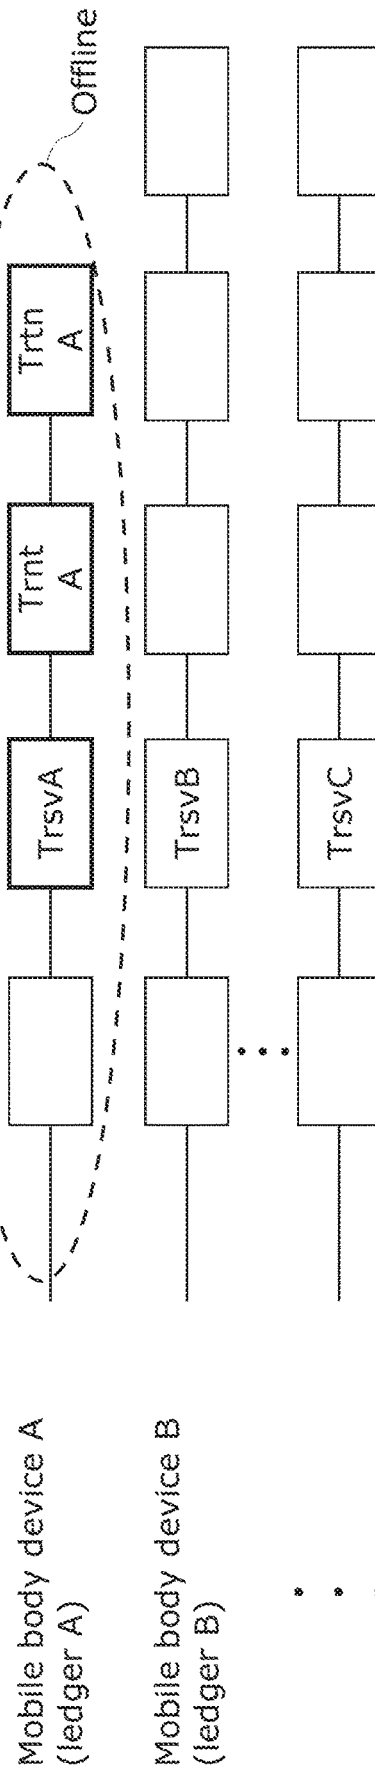 Mobile body device A
(ledger A)
TrsvA
Trnt
A
Trtn
A
Offline
Mobile body device B
(ledger B)
TrsvB
TrsvC